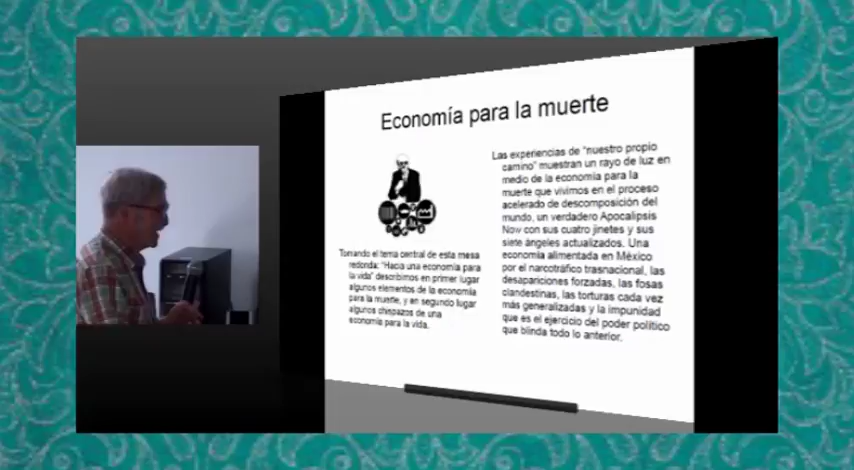 Economía para la muerte
Tomando el tema central de esta mesa
redonda: "Hacia una economía para
la vida" describimos en primer lugar
algunos elementos de la economía
para la muerte, y en segundo lugar
algunos chispazos de una
economía para la vida.
Las experiencias de "nuestro propio
camino" muestran un rayo de luz en
medio de la economía para la
muerte que vivimos en el proceso
acelerado de descomposición del
mundo, un verdadero Apocalipsis
Now con sus cuatro jinetes y sus
siete ángeles actualizados. Una
economía alimentada en México
por el narcotráfico trasnacional, las
desapariciones forzadas, las fosas
clandestinas, las torturas cada vez
más generalizadas y la impunidad
que es el ejercicio del poder político
que blinda todo lo anterior.